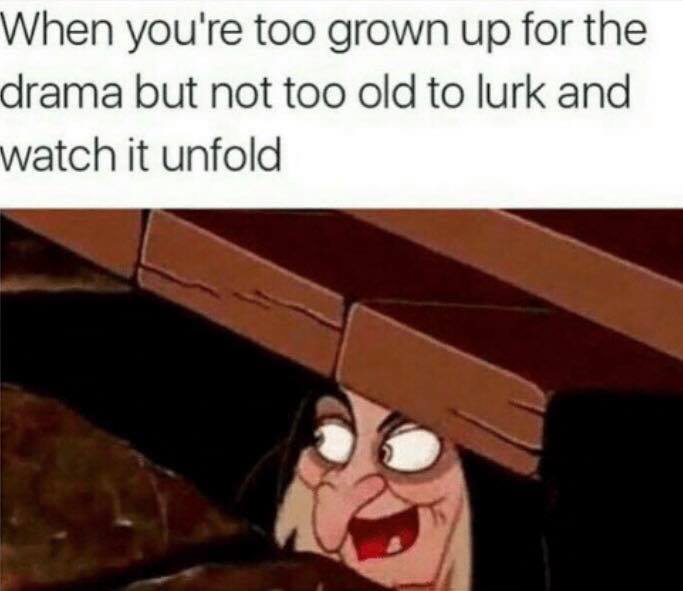 When you're too grown up for the
drama but not too old to lurk and
watch it unfold